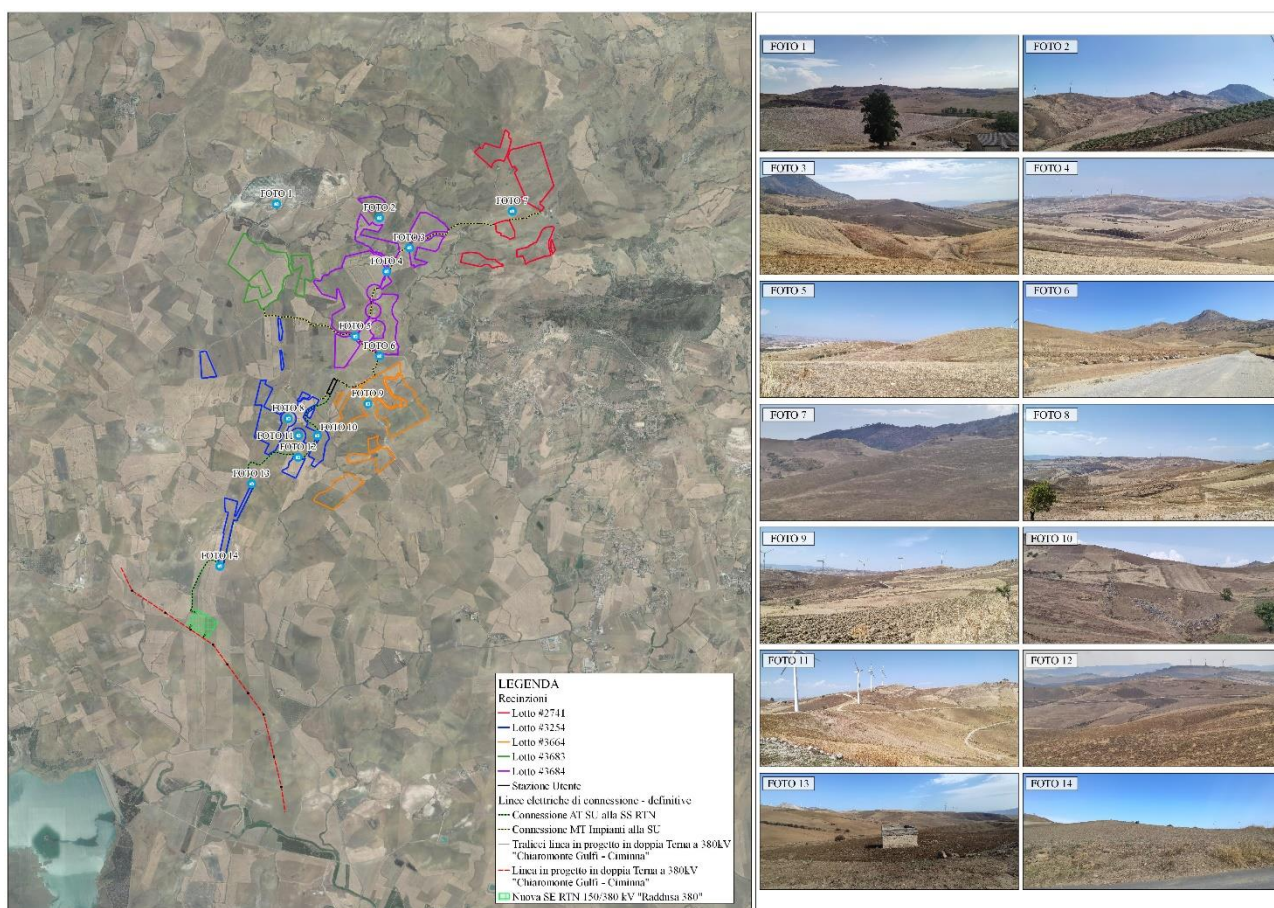 FOTO 1
FOTO 2
FOTO 3
FOTO 4
FOTO 5
FOTO 6
FOTO 7
FOTO 8
FOTO 9
FOTO 10
FOTO 11
FOTO 12
FOTO 13
FOTO 14
LEGENDA
Recinzioni
Lotto #2741
Lotto #3254
Lotto #3664
Lotto #3683
Lotto #3684
Stazione Utente
Linee elettriche di connessione - definitive
Connessione AT SU alla SS RTN
Connessione MT Impianti alla SU
Tralicci linea in progetto in doppia Terna a 380kV
"Chiaromonte Gulfi - Ciminna"
Linea in progetto in doppia Terna a 380kV
"Chiaromonte Gulfi - Ciminna"
Nuova SE RTN 150/380 kV "Raddusa 380"
FOTO 1
FOTO 2
FOTO 3
FOTO 4
FOTO 5
FOTO 6
FOTO 7
FOTO 8
FOTO 9
FOTO 10
FOTO 11
FOTO 12
FOTO 13
FOTO 14